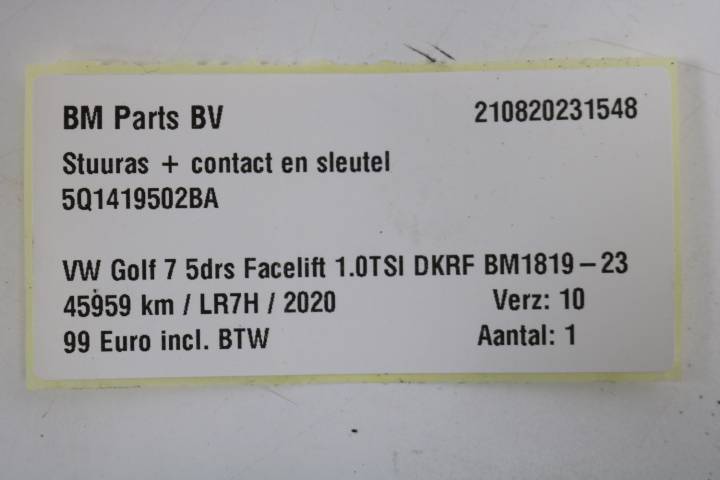 BM Parts BV 210820231548
Stuuras + contact en sleutel
5Q1419502BA
VW Golf 7 5drs Facelift 1.0TSI DKRF BM1819-23
45959 km / LR7H / 2020 Verz: 10
99 Euro incl. BTW Aantal: 1